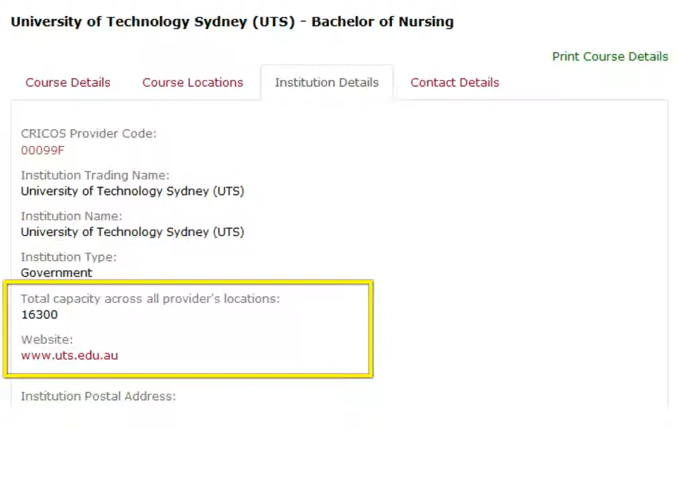 University of Technology Sydney (UTS) - Bachelor of Nursing
Print Course Details
Course Details
Course Locations
Institution Details
Contact Details
CRICOS Provider Code:
00099F
Institution Trading Name:
University of Technology Sydney (UTS)
Institution Name:
University of Technology Sydney (UTS)
Institution Type:
Government
Total capacity across all provider's locations:
16300
Website:
www.uts.edu.au
Institution Postal Address: